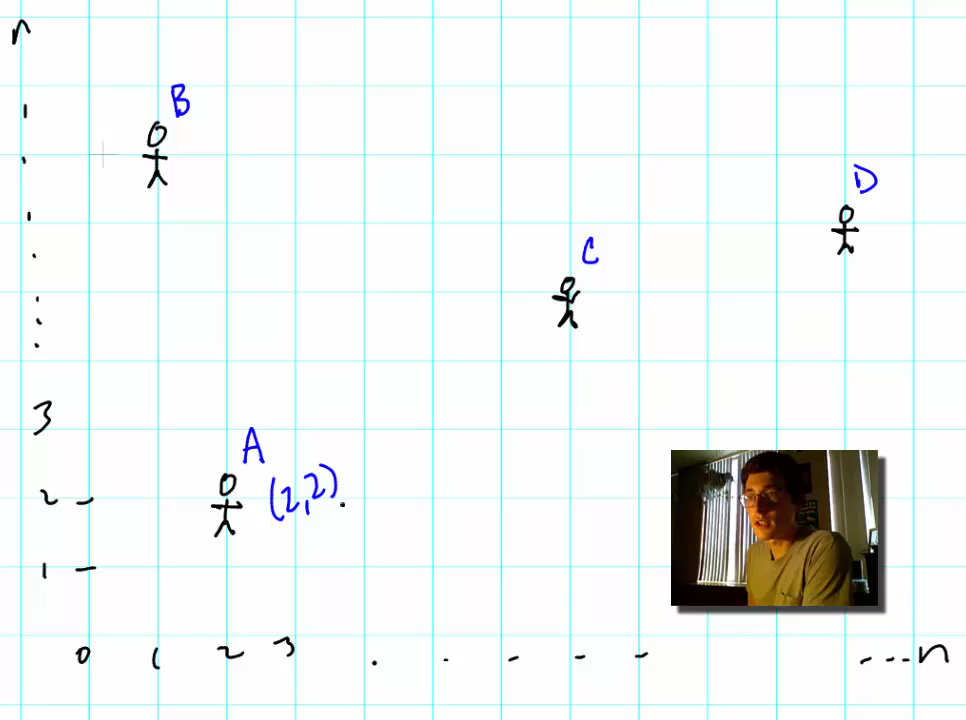 n
B
D
C
3
A
2 - (2,2).
1 -
0 1 2 3 . . - - - ---n